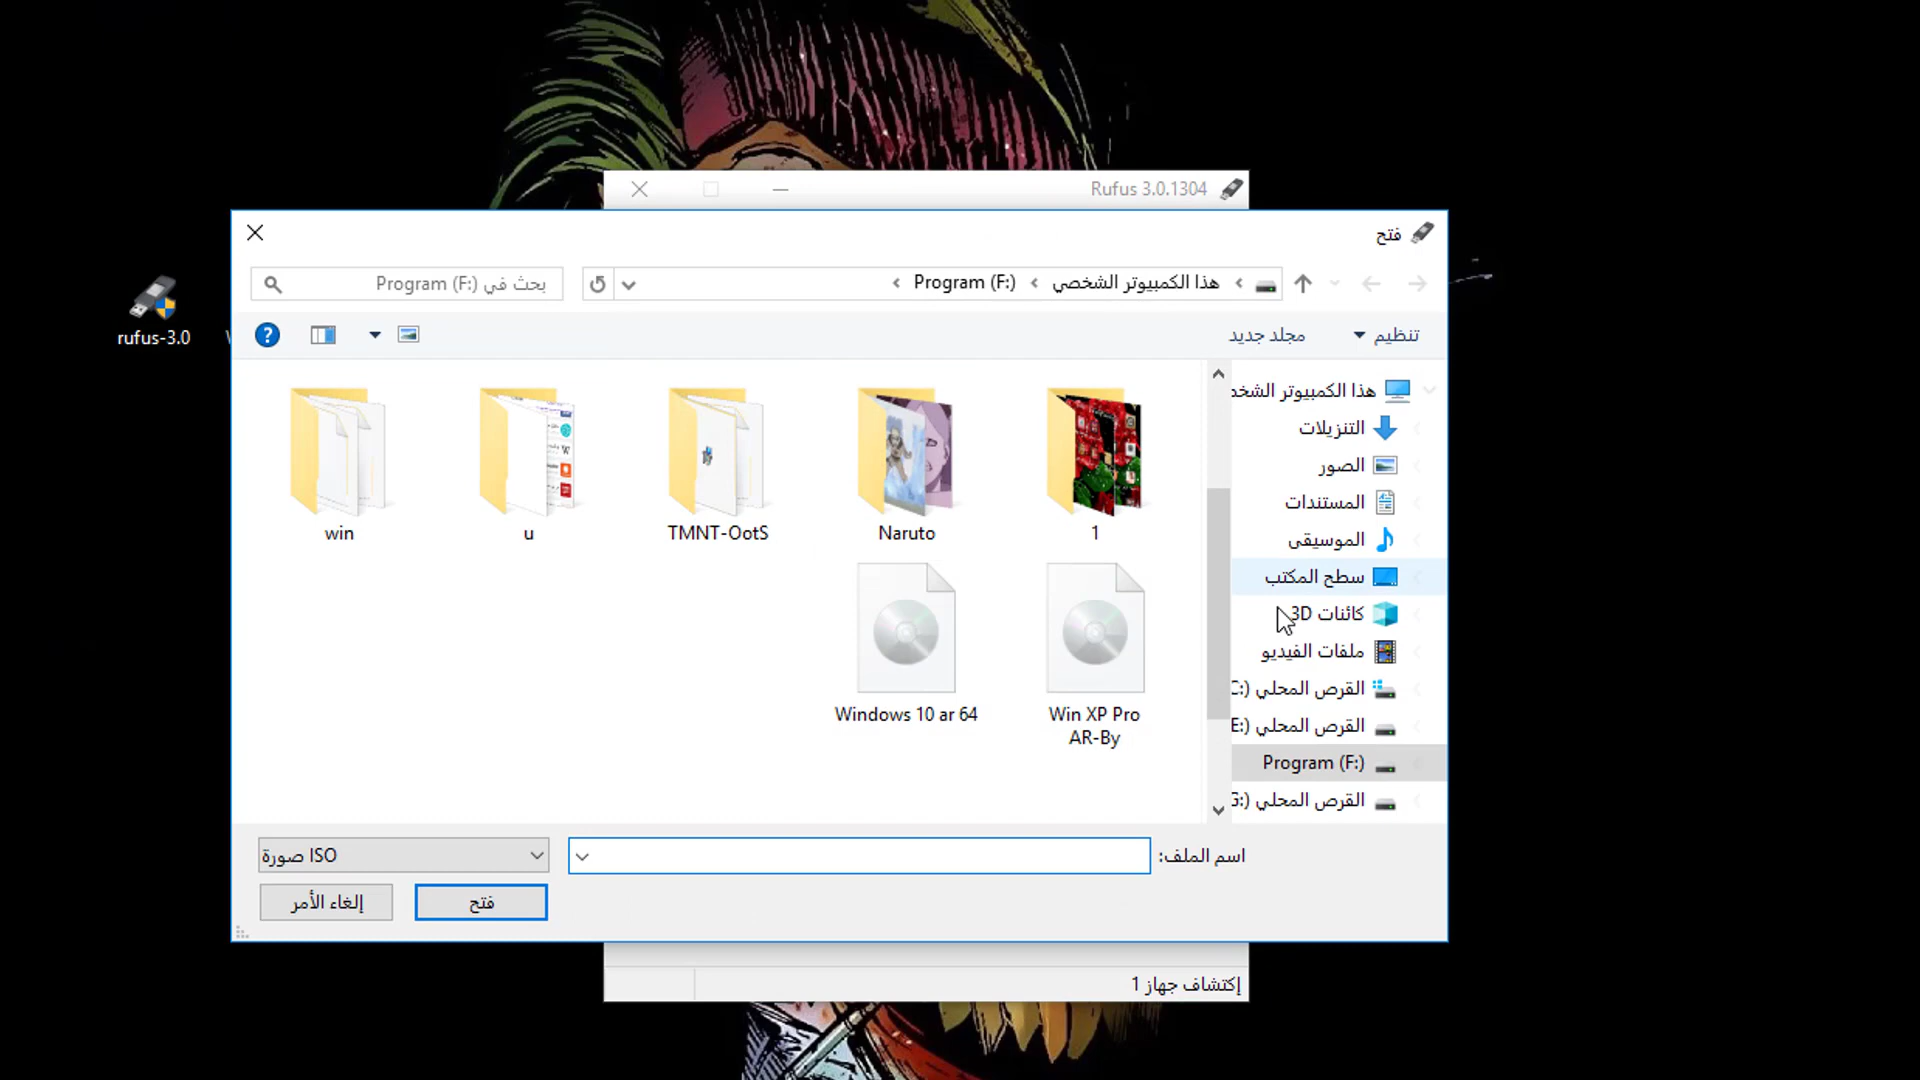 Rufus 3.0.1304
فتح
هذا الكمبيوتر الشخصي
Program (F:)
بحث في Program (F:)
تنظيم
مجلد جديد
rufus-3.0
هذا الكمبيوتر الشخص
التنزيلات
الصور
المستندات
الموسيقى
سطح المكتب
كائنات 3D
ملفات الفيديو
القرص المحلي (:C
القرص المحلي (:E
Program (F:)
القرص المحلي (:G
1
Naruto
TMNT-OotS
u
win
Win XP Pro
AR-By
Windows 10 ar 64
اسم الملف:
صورة ISO
فتح
إلغاء الأمر
إكتشاف جهاز 1